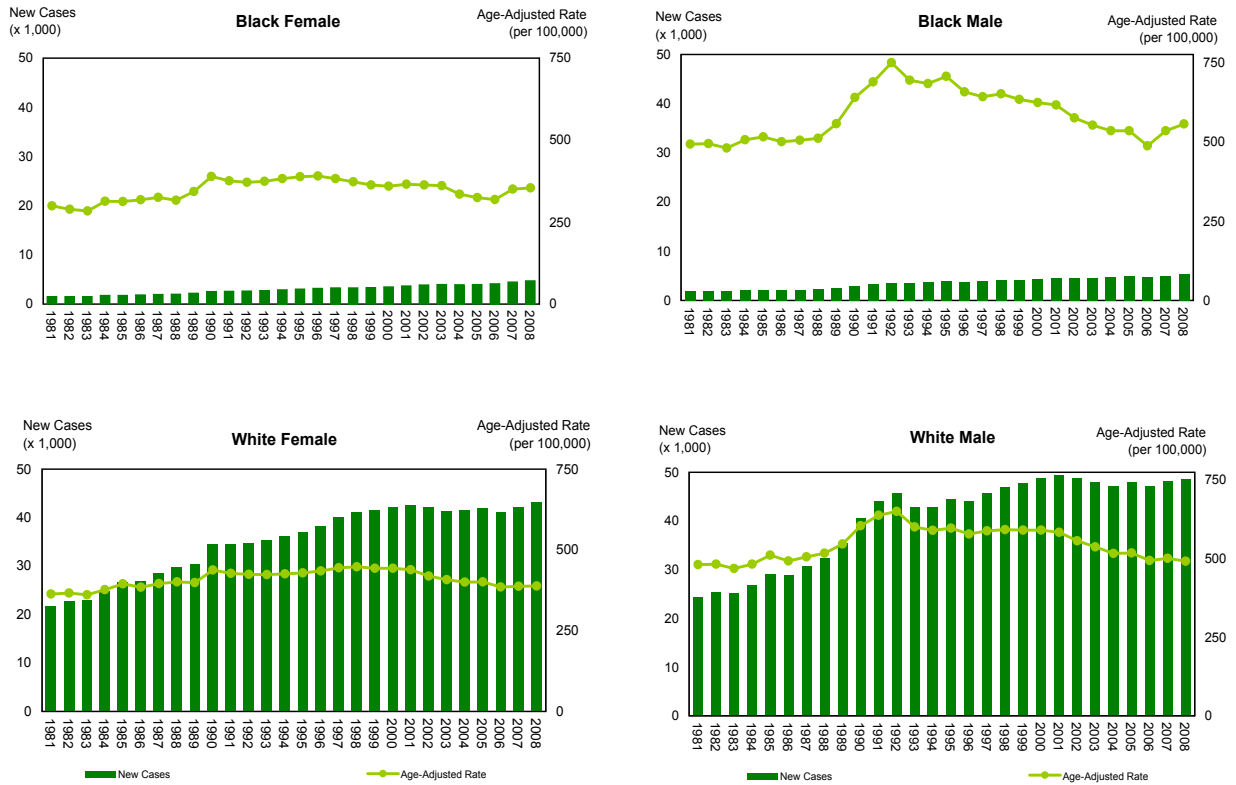 New Cases
(x 1,000)
Black Female
Age-Adjusted Rate
(per 100,000)
50
40
30
20
10
0
750
500
250
0
1981 1982 1983 1984 1985 1986 1987 1988 1989 1990 1991 1992 1993 1994 1995 1996 1997 1998 1999 2000 2001 2002 2003 2004 2005 2006 2007 2008
New Cases
(x 1,000)
Black Male
Age-Adjusted Rate
(per 100,000)
50
40
30
20
10
0
750
500
250
0
1981 1982 1983 1984 1985 1986 1987 1988 1989 1990 1991 1992 1993 1994 1995 1996 1997 1998 1999 2000 2001 2002 2003 2004 2005 2006 2007 2008
New Cases
(x 1,000)
White Female
Age-Adjusted Rate
(per 100,000)
50
40
30
20
10
0
750
500
250
0
1981 1982 1983 1984 1985 1986 1987 1988 1989 1990 1991 1992 1993 1994 1995 1996 1997 1998 1999 2000 2001 2002 2003 2004 2005 2006 2007 2008
New Cases
Age-Adjusted Rate
New Cases
(x 1,000)
White Male
Age-Adjusted Rate
(per 100,000)
50
40
30
20
10
0
750
500
250
0
1981 1982 1983 1984 1985 1986 1987 1988 1989 1990 1991 1992 1993 1994 1995 1996 1997 1998 1999 2000 2001 2002 2003 2004 2005 2006 2007 2008
New Cases
Age-Adjusted Rate